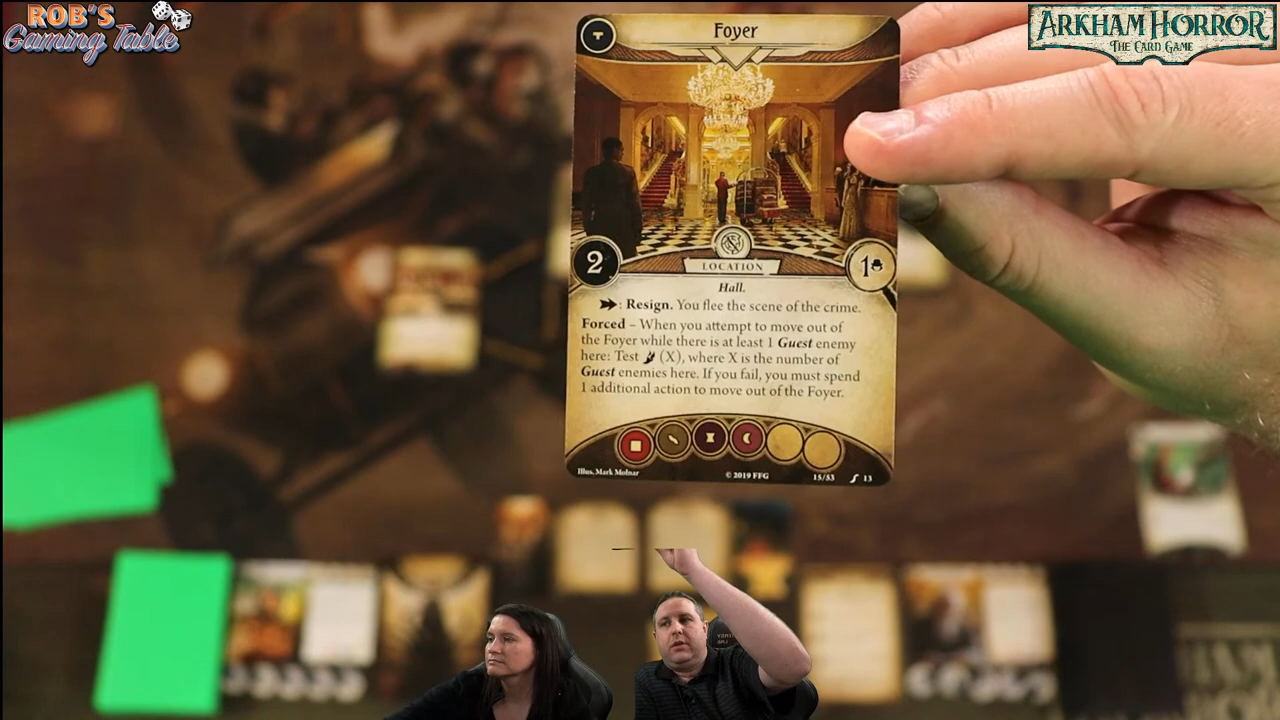 ROB'S
Gaming Table
ARKHAM HORROR
THE CARD GAME
Foyer
2
LOCATION
1
Hall.
: Resign. You flee the scene of the crime.
Forced – When you attempt to move out of
the Foyer while there is at least 1 Guest enemy
here: Test (X), where X is the number of
Guest enemies here. If you fail, you must spend
1 additional action to move out of the Foyer.
Illus. Mark Molnar
© 2019 FFG
15/53
13
ARKHAM